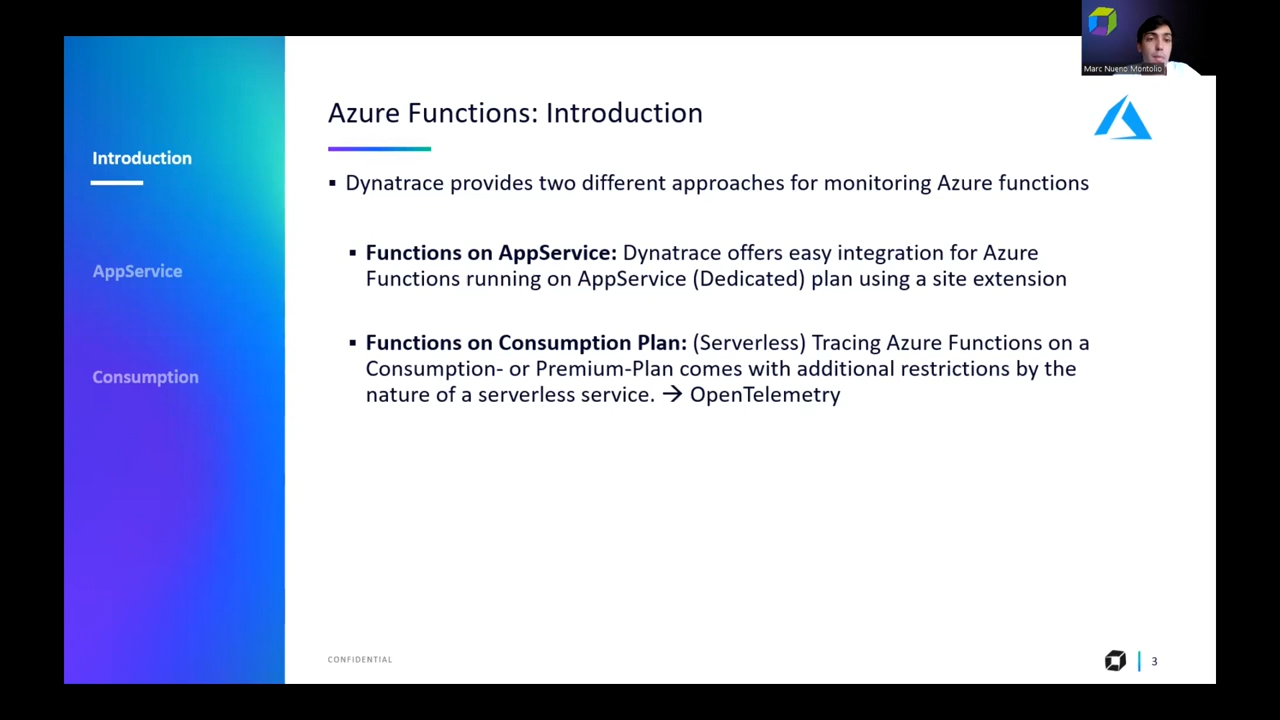 Marc Nueno Montolio
Azure Functions: Introduction
Introduction
AppService
Consumption
▪ Dynatrace provides two different approaches for monitoring Azure functions
▪ Functions on AppService: Dynatrace offers easy integration for Azure
Functions running on AppService (Dedicated) plan using a site extension
▪ Functions on Consumption Plan: (Serverless) Tracing Azure Functions on a
Consumption- or Premium-Plan comes with additional restrictions by the
nature of a serverless service. → OpenTelemetry
CONFIDENTIAL
3